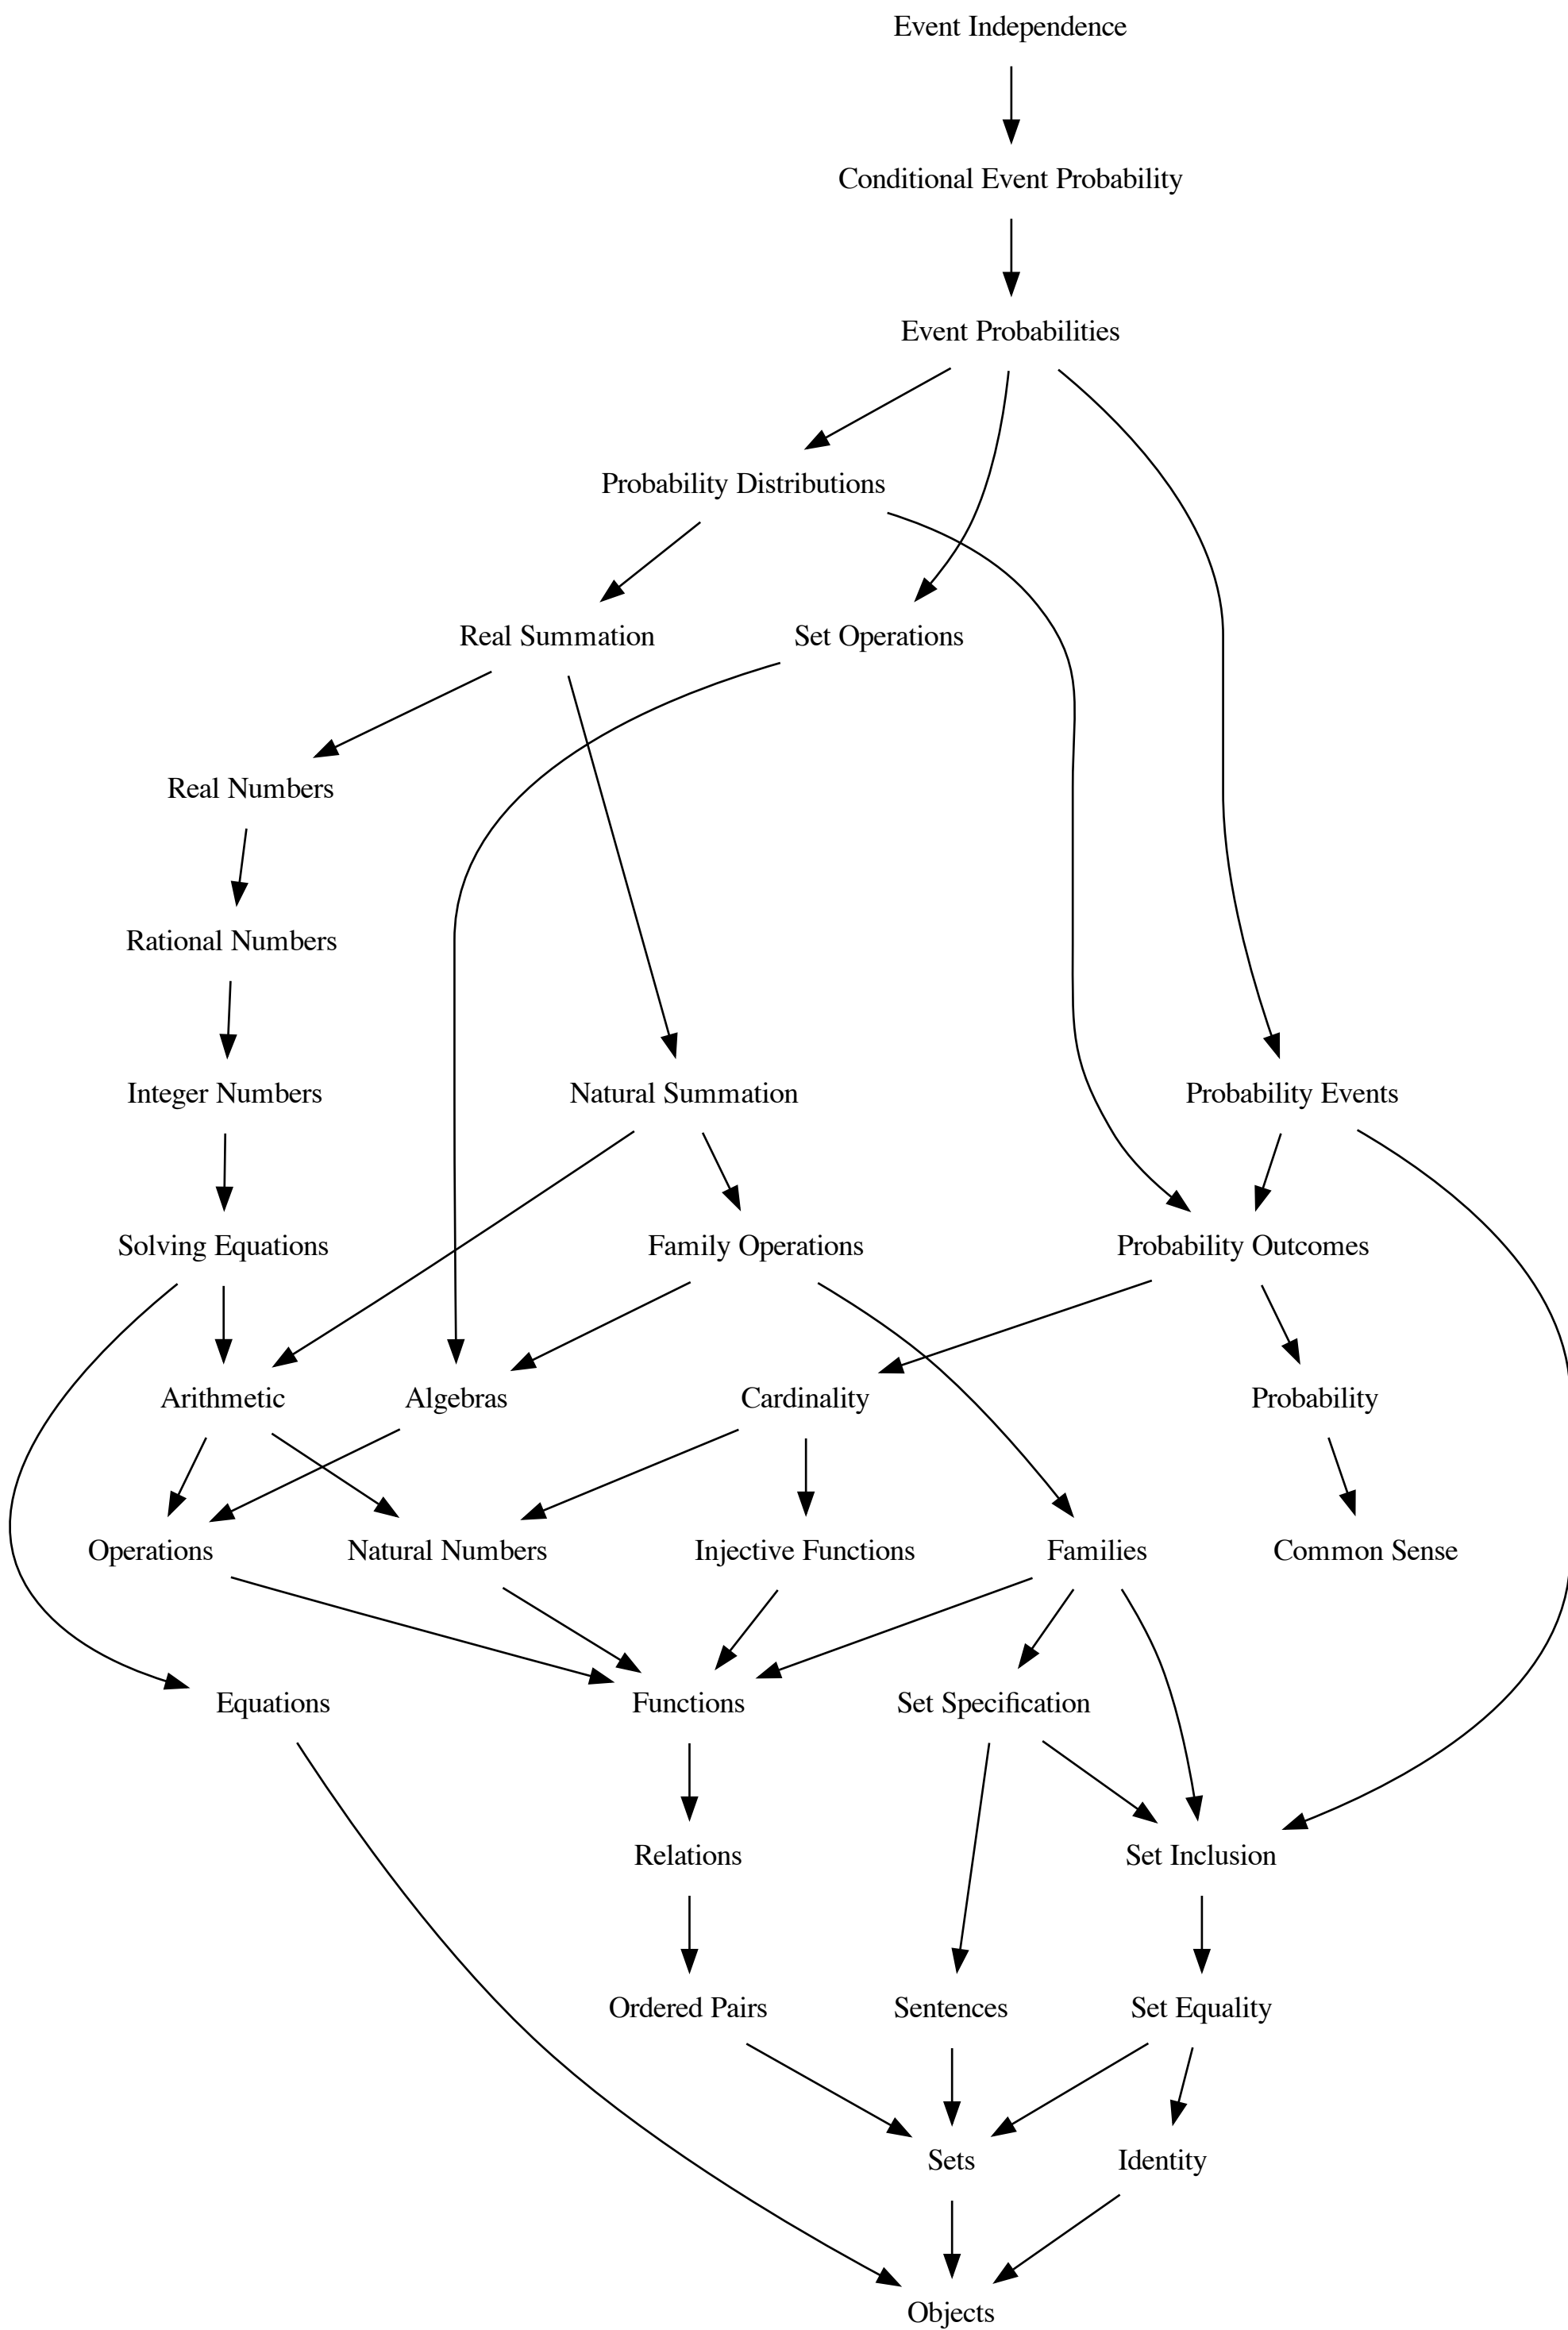 Event Independence
Conditional Event Probability
Event Probabilities
Probability Distributions
Real Summation
Set Operations
Real Numbers
Rational Numbers
Integer Numbers
Natural Summation
Probability Events
Solving Equations
Family Operations
Probability Outcomes
Arithmetic
Algebras
Cardinality
Probability
Operations
Natural Numbers
Injective Functions
Families
Common Sense
Equations
Functions
Set Specification
Relations
Set Inclusion
Ordered Pairs
Sentences
Set Equality
Sets
Identity
Objects